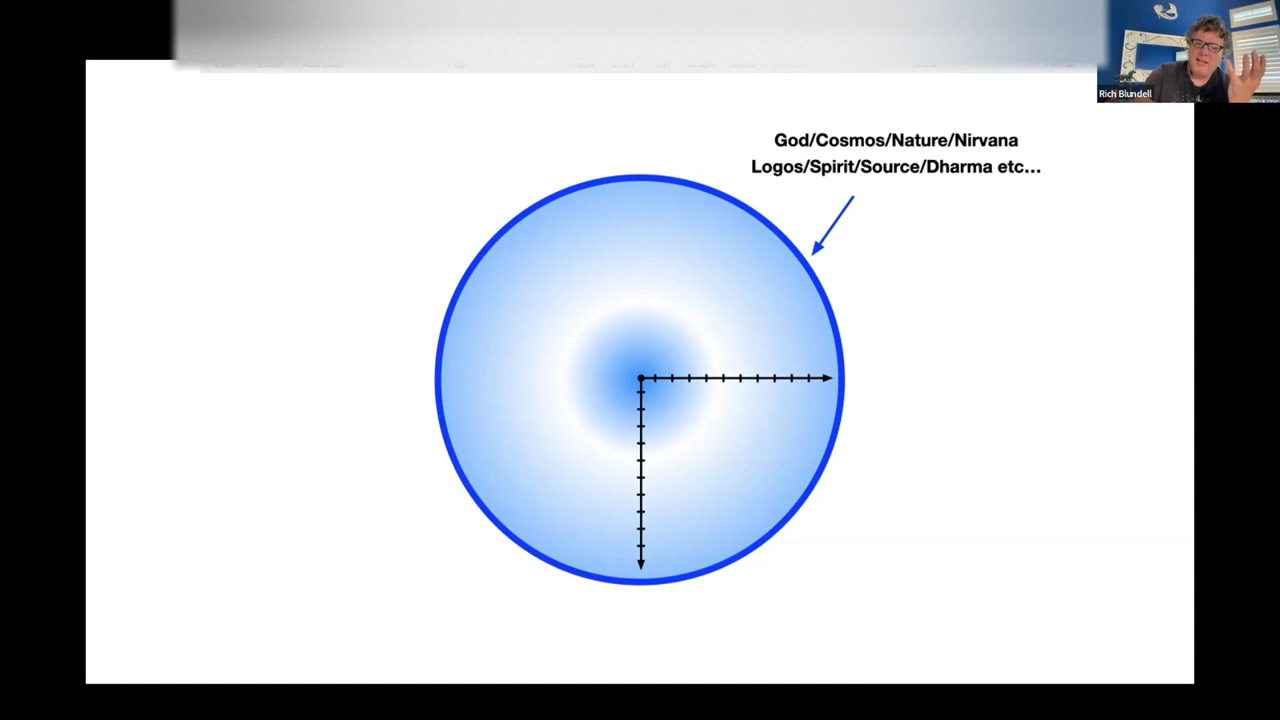 Rich Blundell
God/Cosmos/Nature/Nirvana
Logos/Spirit/Source/Dharma etc...